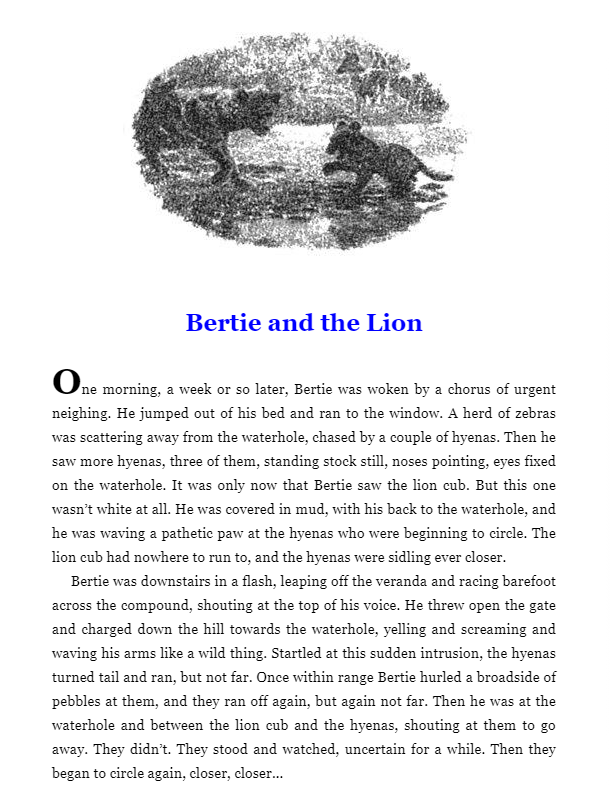 Bertie and the Lion
One morning, a week or so later, Bertie was woken by a chorus of urgent
neighing. He jumped out of his bed and ran to the window. A herd of zebras
was scattering away from the waterhole, chased by a couple of hyenas. Then he
saw more hyenas, three of them, standing stock still, noses pointing, eyes fixed
on the waterhole. It was only now that Bertie saw the lion cub. But this one
wasn’t white at all. He was covered in mud, with his back to the waterhole, and
he was waving a pathetic paw at the hyenas who were beginning to circle. The
lion cub had nowhere to run to, and the hyenas were sidling ever closer.
Bertie was downstairs in a flash, leaping off the veranda and racing barefoot
across the compound, shouting at the top of his voice. He threw open the gate
and charged down the hill towards the waterhole, yelling and screaming and
waving his arms like a wild thing. Startled at this sudden intrusion, the hyenas
turned tail and ran, but not far. Once within range Bertie hurled a broadside of
pebbles at them, and they ran off again, but again not far. Then he was at the
waterhole and between the lion cub and the hyenas, shouting at them to go
away. They didn’t. They stood and watched, uncertain for a while. Then they
began to circle again, closer, closer...